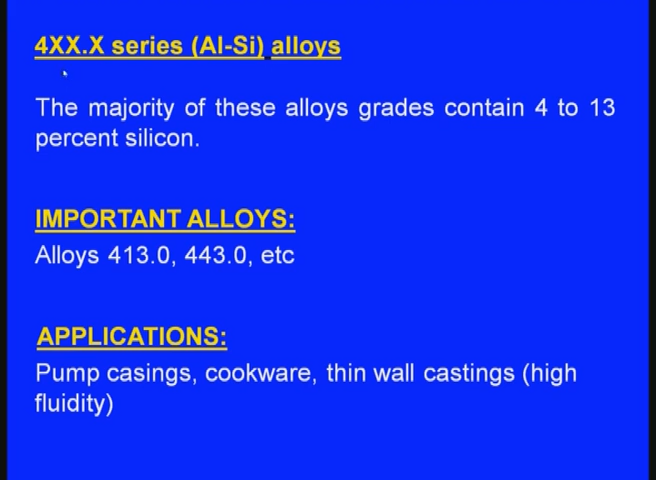 4XX.X series (Al-Si) alloys
The majority of these alloys grades contain 4 to 13
percent silicon.
IMPORTANT ALLOYS:
Alloys 413.0, 443.0, etc
APPLICATIONS:
Pump casings, cookware, thin wall castings (high
fluidity)